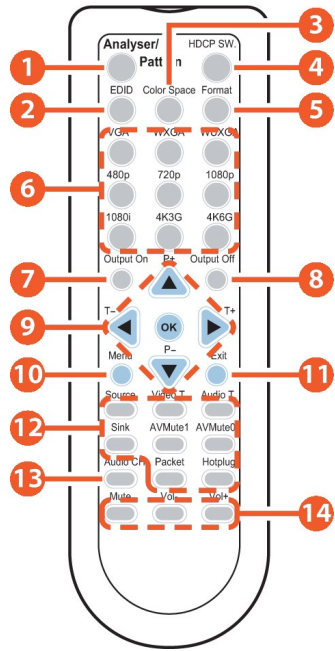 3
Analyser/ HDCP SW.
1 Pattern 4
EDID Color Space Format
2 5
VGA WXGA WUXGA
480p 720p 1080p
6
1080i 4K3G 4K6G
Output On P+ Output Off
7 8
T- T+
9 OK
P-
Menu Exit
10 11
Source Video T. Audio T.
12 Sink AVMute1 AVMute0
Audio CH Packet Hotplug
13
Mute Vol- Vol+
14